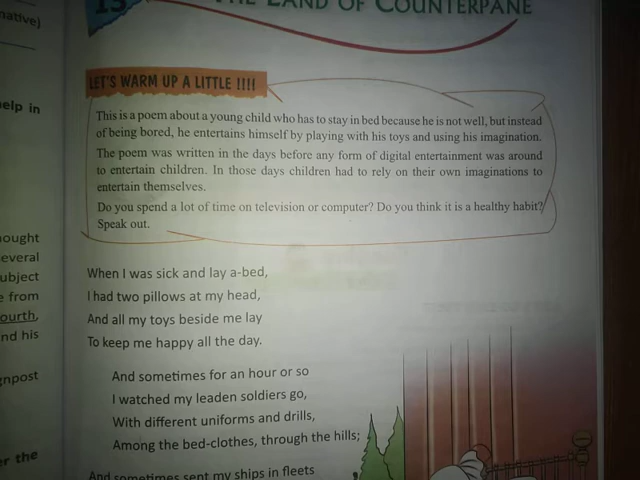 13 THE LAND OF COUNTERPANE
native)
elp in
ought
everal
ubject
e from
ourth,
nd his
npost
er the
LET'S WARM UP A LITTLE !!!!
This is a poem about a young child who has to stay in bed because he is not well, but instead
of being bored, he entertains himself by playing with his toys and using his imagination.
The poem was written in the days before any form of digital entertainment was around
to entertain children. In those days children had to rely on their own imaginations to
entertain themselves.
Do you spend a lot of time on television or computer? Do you think it is a healthy habit?
Speak out.
When I was sick and lay a-bed,
I had two pillows at my head,
And all my toys beside me lay
To keep me happy all the day.
And sometimes for an hour or so
I watched my leaden soldiers go,
With different uniforms and drills,
Among the bed-clothes, through the hills;
And sometimes sent my ships in fleets